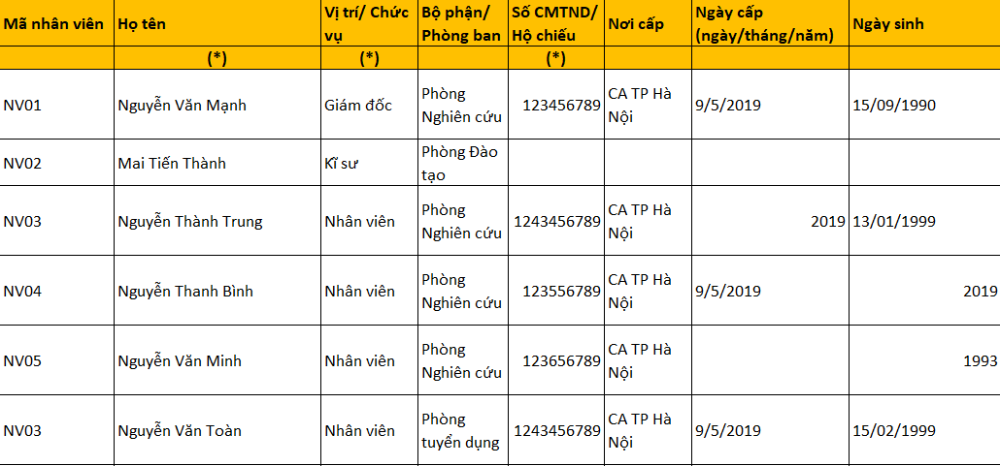 Mã nhân viên Họ tên Vị trí/ Chức vụ Bộ phận/ Phòng ban Số CMTND/ Hộ chiếu Nơi cấp Ngày cấp (ngày/tháng/năm) Ngày sinh
(*) (*) (*)
NV01 Nguyễn Văn Mạnh Giám đốc Phòng Nghiên cứu 123456789 CA TP Hà Nội 9/5/2019 15/09/1990
NV02 Mai Tiến Thành Kĩ sư Phòng Đào tạo
NV03 Nguyễn Thành Trung Nhân viên Phòng Nghiên cứu 1243456789 CA TP Hà Nội 2019 13/01/1999
NV04 Nguyễn Thanh Bình Nhân viên Phòng Nghiên cứu 123556789 CA TP Hà Nội 9/5/2019 2019
NV05 Nguyễn Văn Minh Nhân viên Phòng Nghiên cứu 123656789 CA TP Hà Nội 1993
NV03 Nguyễn Văn Toàn Nhân viên Phòng tuyển dụng 1243456789 CA TP Hà Nội 9/5/2019 15/02/1999